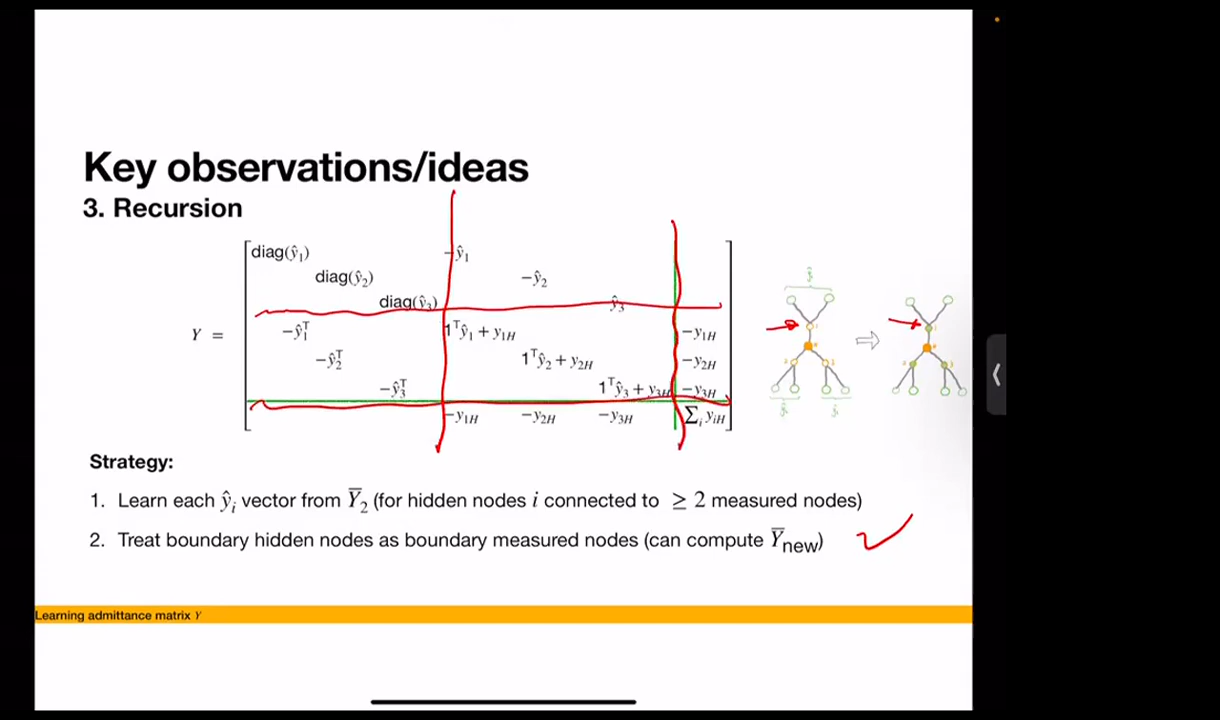 Key observations/ideas
3. Recursion
diag(ŷ₁) −ŷ₁
diag(ŷ₂) −ŷ₂
diag(ŷ₃) ŷ₃
Y =
−ŷ₁ᵀ 1ᵀŷ₁ + y₁H −y₁H
−ŷ₂ᵀ 1ᵀŷ₂ + y₂H −y₂H
−ŷ₃ᵀ 1ᵀŷ₃ + y₃H −y₃H
−y₁H −y₂H −y₃H ∑ᵢ yᵢH
Strategy:
1. Learn each ŷᵢ vector from Y̅₂ (for hidden nodes i connected to ≥ 2 measured nodes)
2. Treat boundary hidden nodes as boundary measured nodes (can compute Y̅new)
Learning admittance matrix Y